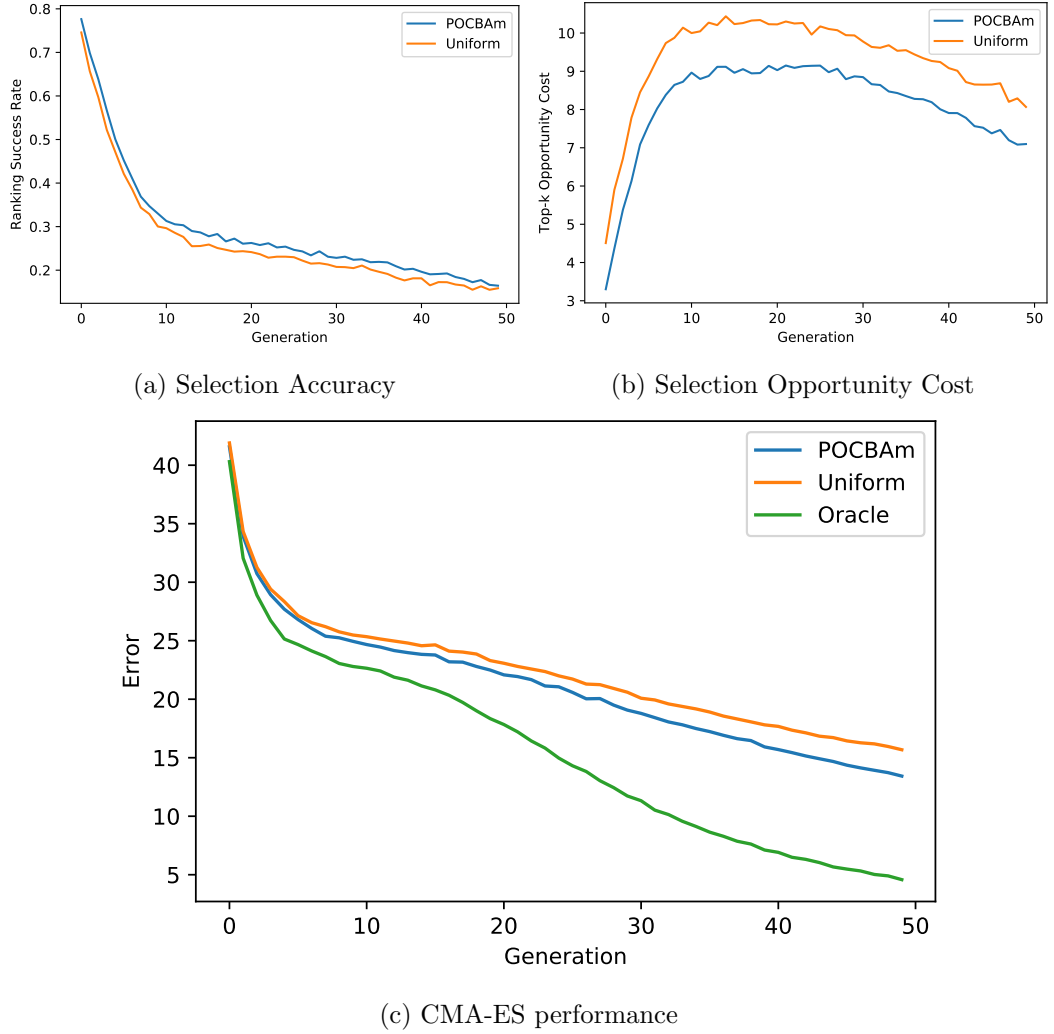 0.8
0.7
0.6
0.5
0.4
0.3
0.2
Ranking Success Rate
POCBAm
Uniform
0 10 20 30 40 50
Generation
(a) Selection Accuracy
10
9
8
7
6
5
4
3
Top-k Opportunity Cost
POCBAm
Uniform
0 10 20 30 40 50
Generation
(b) Selection Opportunity Cost
40
35
30
25
20
15
10
5
Error
POCBAm
Uniform
Oracle
0 10 20 30 40 50
Generation
(c) CMA-ES performance